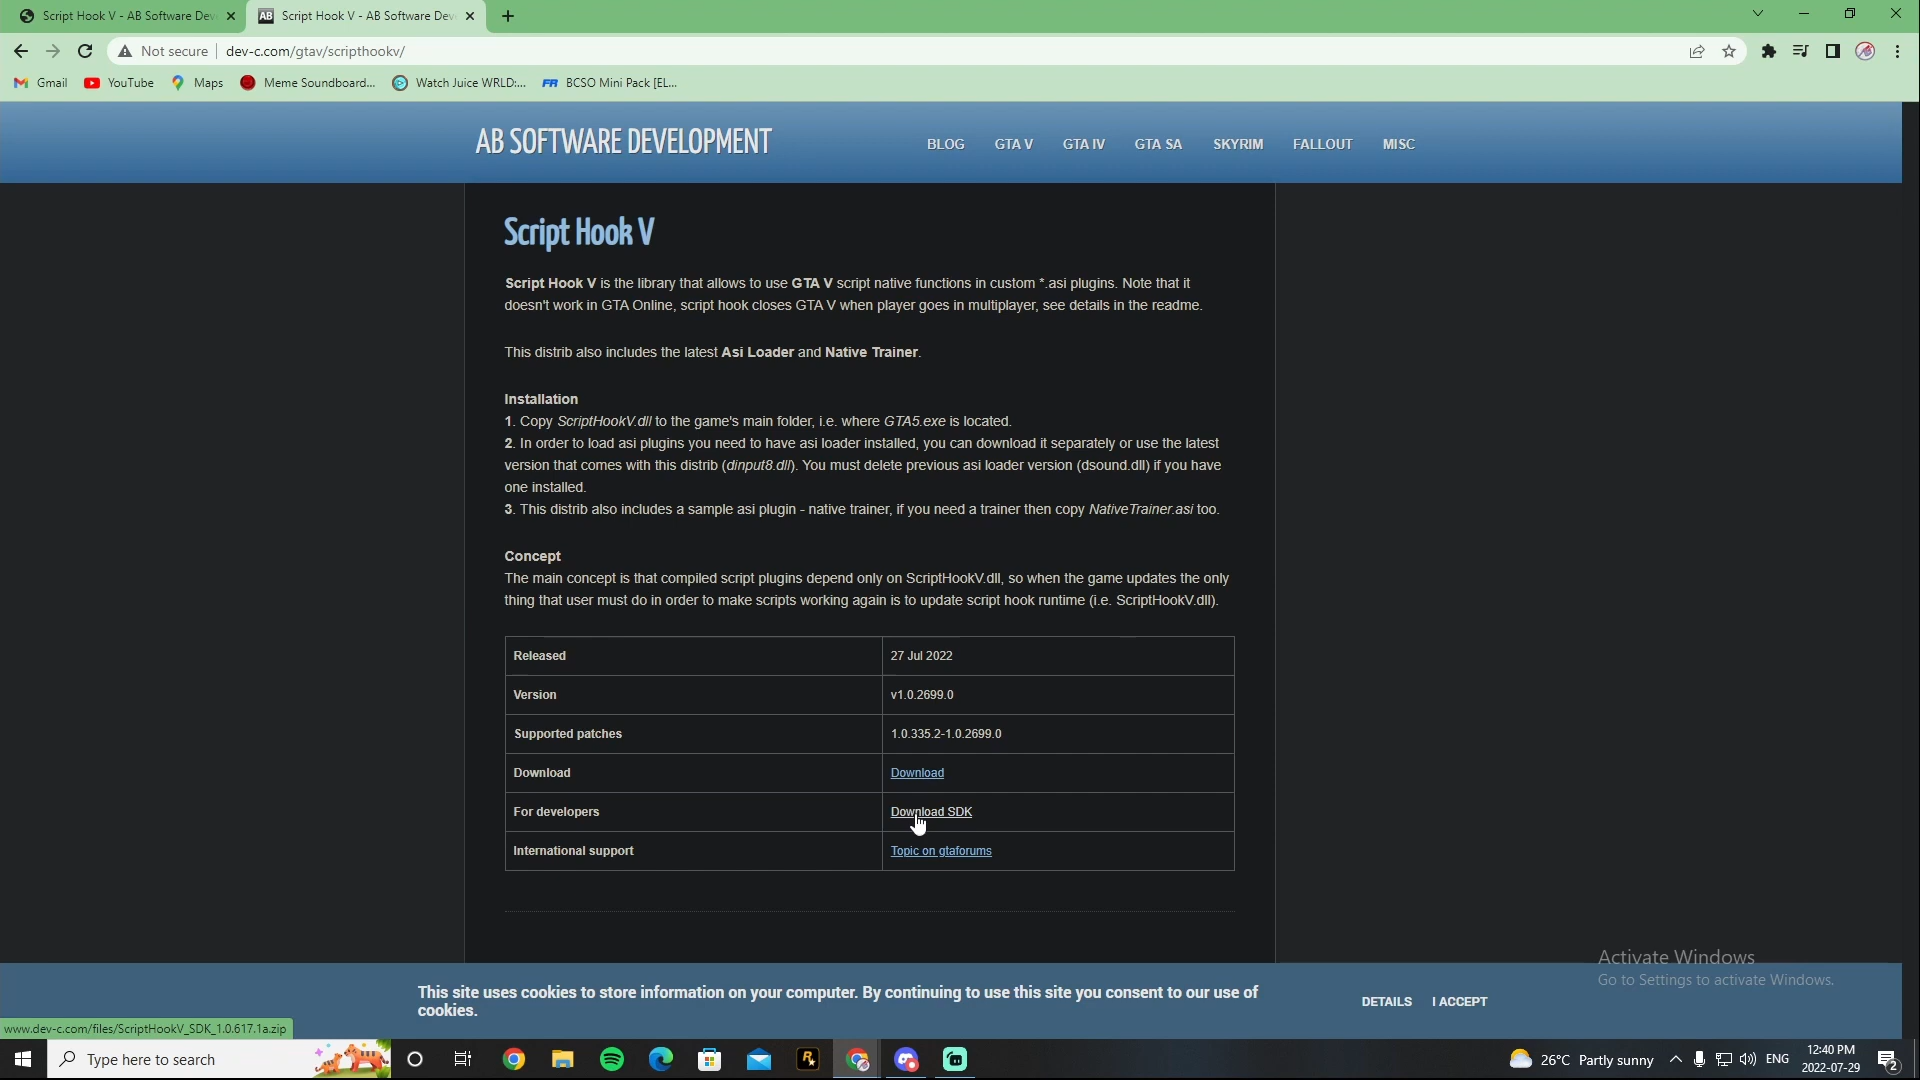 Script Hook V - AB Software Dev
Script Hook V - AB Software Dev
Not secure
dev-c.com/gtav/scripthookv/
Gmail
YouTube
Maps
Meme Soundboard...
Watch Juice WRLD:...
FR
BCSO Mini Pack [EL...
AB SOFTWARE DEVELOPMENT
BLOG
GTA V
GTA IV
GTA SA
SKYRIM
FALLOUT
MISC
Script Hook V
Script Hook V is the library that allows to use GTA V script native functions in custom *.asi plugins. Note that it
doesn't work in GTA Online, script hook closes GTA V when player goes in multiplayer, see details in the readme.
This distrib also includes the latest Asi Loader and Native Trainer.
Installation
1. Copy ScriptHookV.dll to the game's main folder, i.e. where GTA5.exe is located.
2. In order to load asi plugins you need to have asi loader installed, you can download it separately or use the latest
version that comes with this distrib (dinput8.dll). You must delete previous asi loader version (dsound.dll) if you have
one installed.
3. This distrib also includes a sample asi plugin - native trainer, if you need a trainer then copy NativeTrainer.asi too.
Concept
The main concept is that compiled script plugins depend only on ScriptHookV.dll, so when the game updates the only
thing that user must do in order to make scripts working again is to update script hook runtime (i.e. ScriptHookV.dll).
Released 27 Jul 2022
Version v1.0.2699.0
Supported patches 1.0.335.2-1.0.2699.0
Download Download
For developers Download SDK
International support Topic on gtaforums
Activate Windows
Go to Settings to activate Windows.
This site uses cookies to store information on your computer. By continuing to use this site you consent to our use of
cookies.
DETAILS
I ACCEPT
www.dev-c.com/files/ScriptHookV_SDK_1.0.617.1a.zip
Type here to search
26°C Partly sunny
ENG
12:40 PM
2022-07-29
2